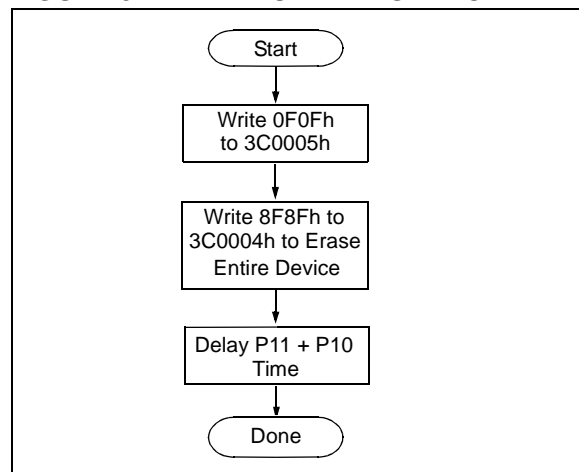 Start
Write 0F0Fh
to 3C0005h
Write 8F8Fh to
3C0004h to Erase
Entire Device
Delay P11 + P10
Time
Done